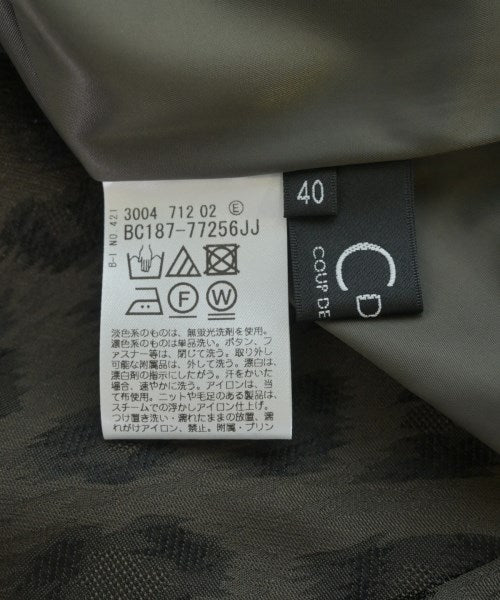 B-I NO.421
3004 712 02 Ⓔ
BC187-77256JJ
F W
淡色系のものは、無蛍光洗剤を使用。
濃色系のものは単品洗い。ボタン、フ
ァスナー等は、閉じて洗う。取り外し
可能な附属品は、外して洗う。漂白は、
漂白剤の指示にしたがう。汗をかいた
場合、速やかに洗う。アイロンは、当
て布使用。ニットや毛足のある製品は、
スチームでの浮かしアイロン仕上げ。
つけ置き洗い・濡れたままの放置、濡
れがけアイロン、禁止。附属・プリン
40
CD
COUP DE